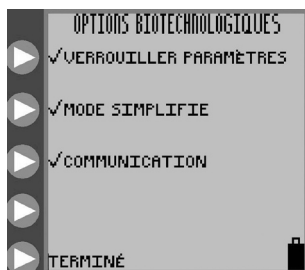 OPTIONS BIOTECHNOLOGIQUES
✓VERROUILLER PARAMÈTRES
✓MODE SIMPLIFIE
✓COMMUNICATION
TERMINÉ